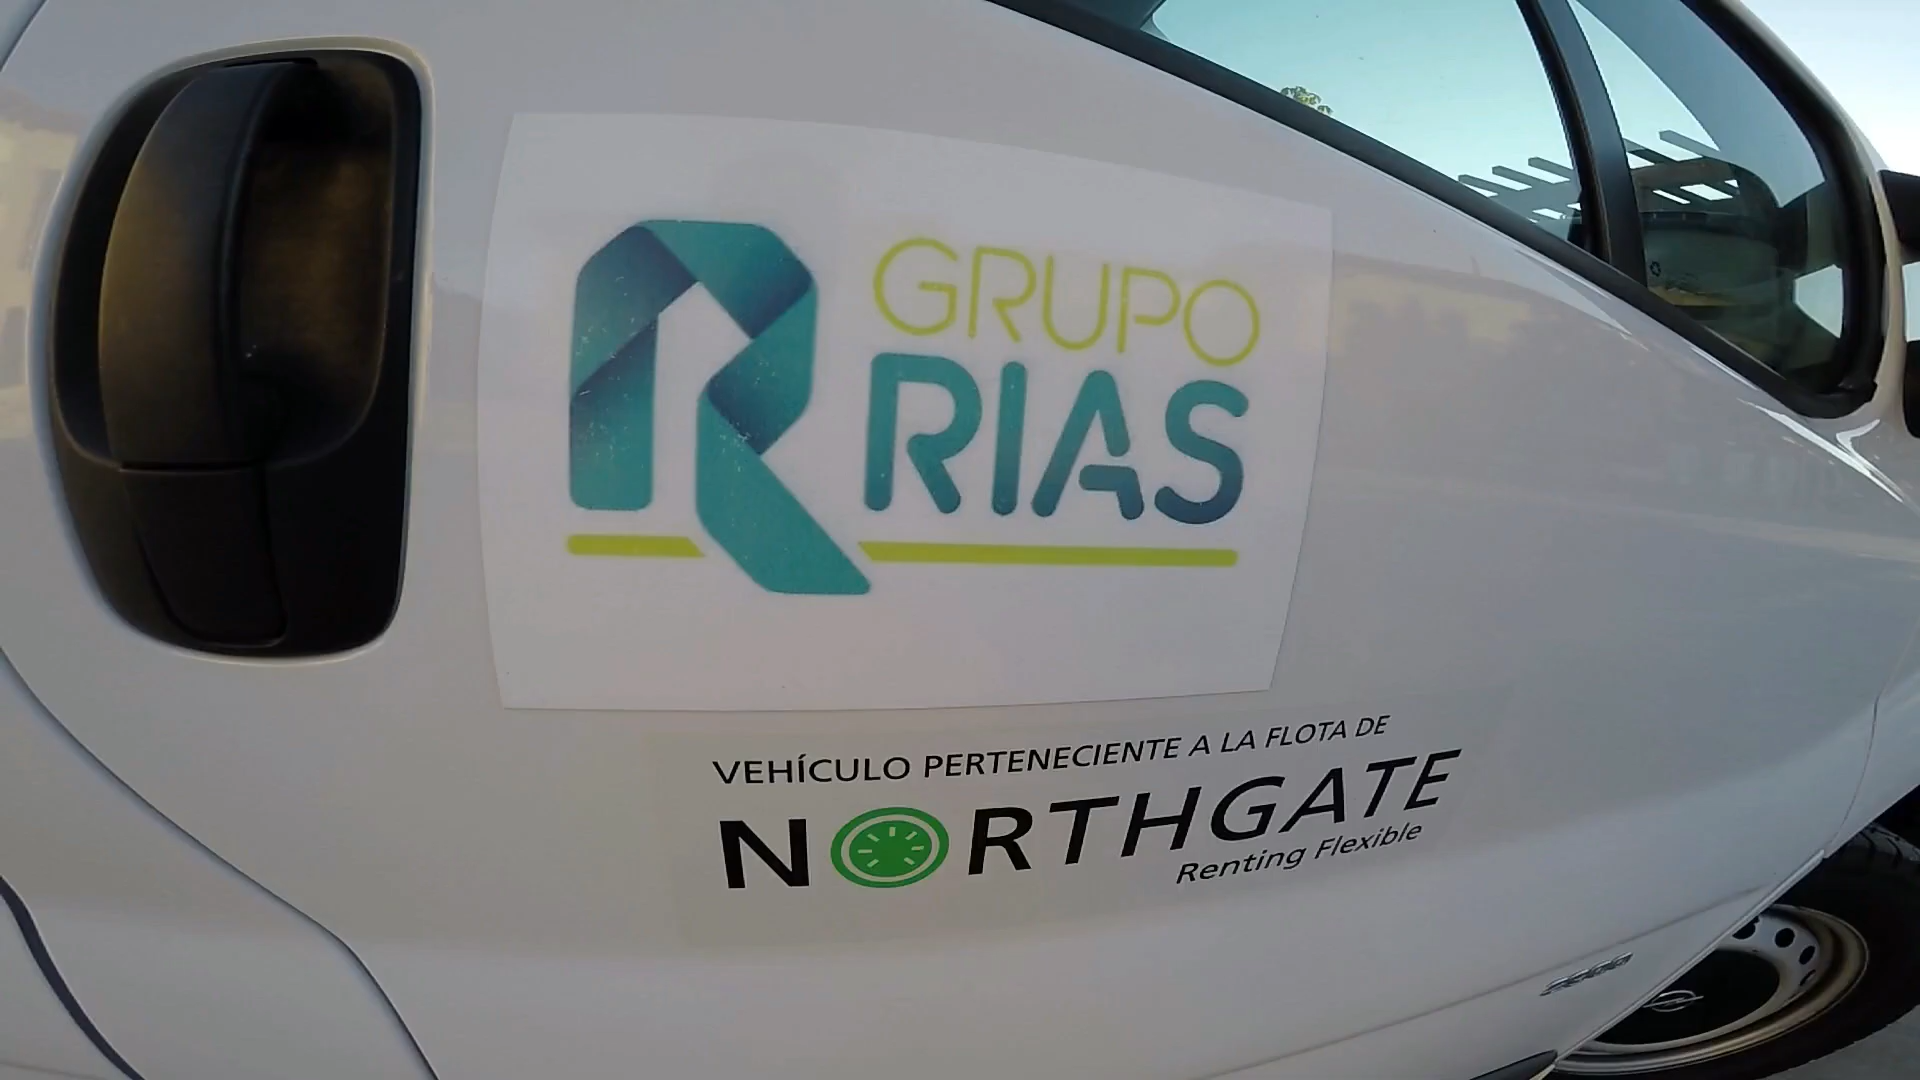 GRUPO
RIAS
VEHÍCULO PERTENECIENTE A LA FLOTA DE
NORTHGATE
Renting Flexible